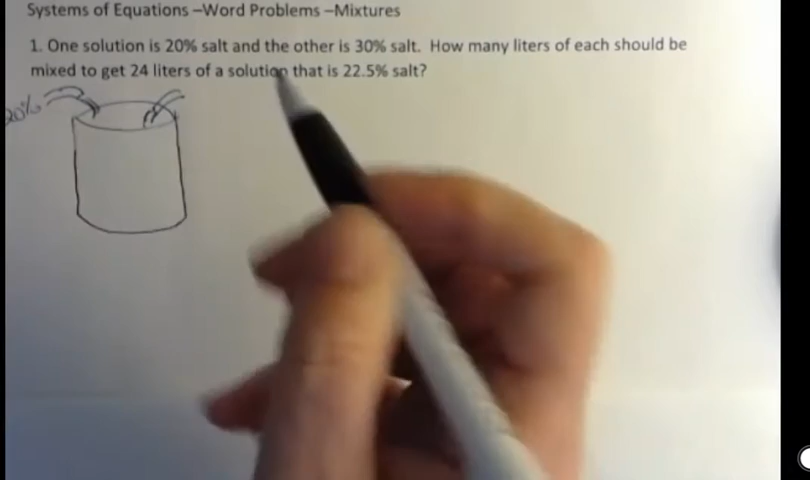 Systems of Equations –Word Problems –Mixtures
1. One solution is 20% salt and the other is 30% salt. How many liters of each should be
mixed to get 24 liters of a solution that is 22.5% salt?
20%